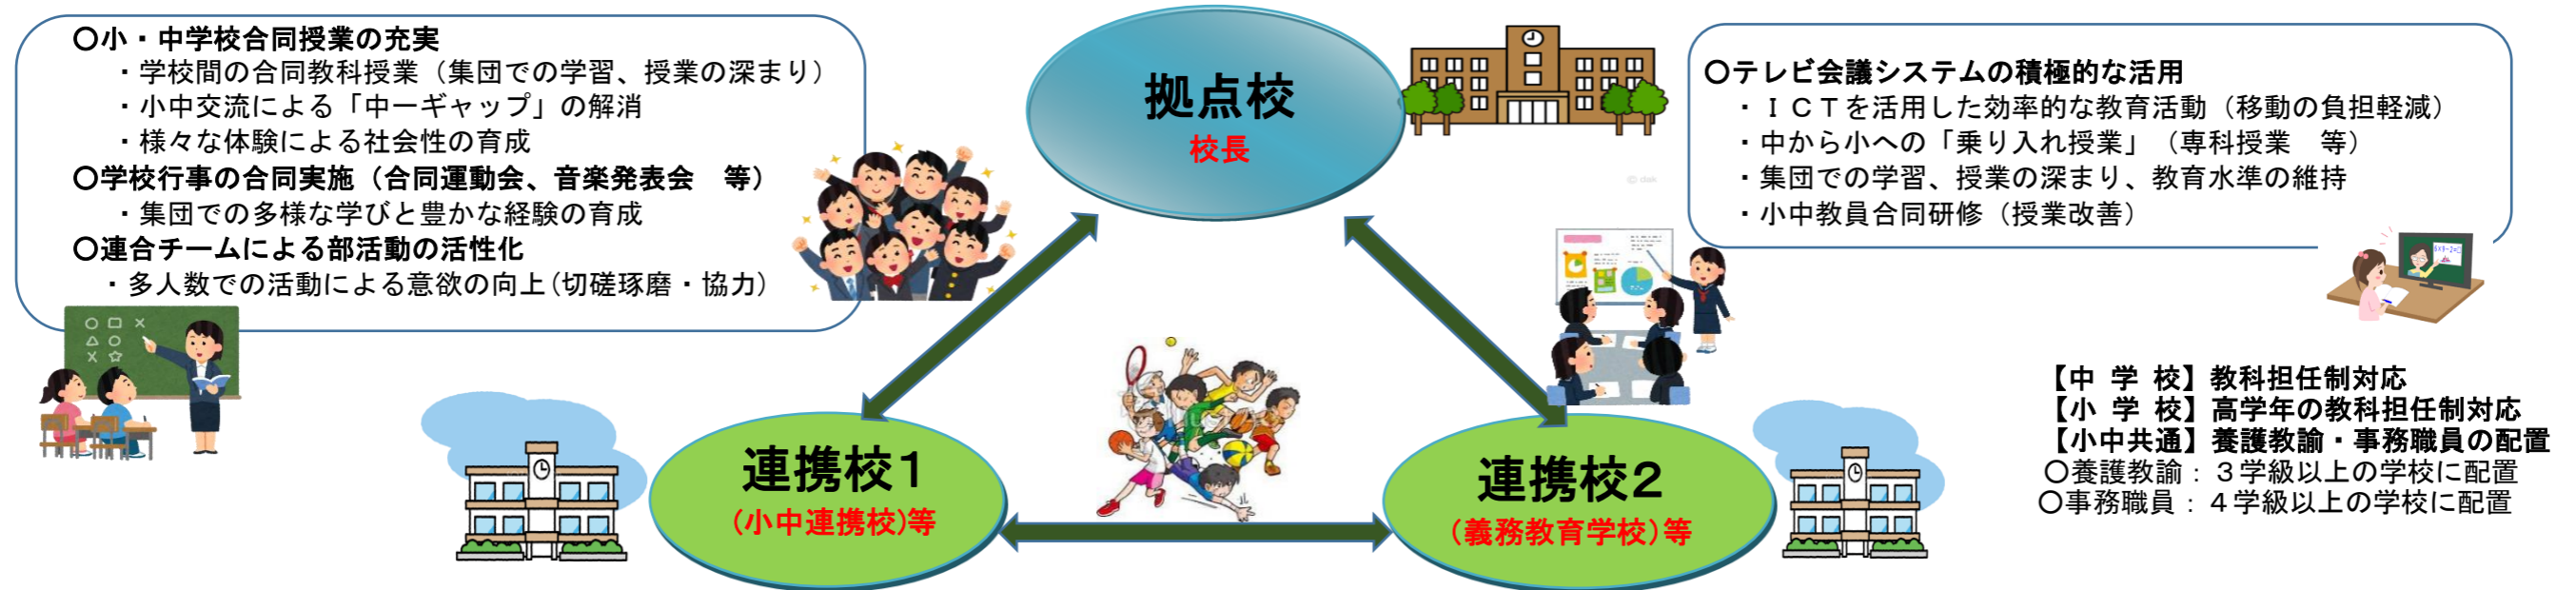 〇小・中学校合同授業の充実
・学校間の合同教科授業（集団での学習、授業の深まり）
・小中交流による「中一ギャップ」の解消
・様々な体験による社会性の育成
〇学校行事の合同実施（合同運動会、音楽発表会　等）
・集団での多様な学びと豊かな経験の育成
〇連合チームによる部活動の活性化
・多人数での活動による意欲の向上(切磋琢磨・協力)
拠点校
校長
〇テレビ会議システムの積極的な活用
・ＩＣＴを活用した効率的な教育活動（移動の負担軽減）
・中から小への「乗り入れ授業」（専科授業　等）
・集団での学習、授業の深まり、教育水準の維持
・小中教員合同研修（授業改善）
連携校１
(小中連携校)等
連携校２
(義務教育学校)等
【中 学 校】教科担任制対応
【小 学 校】高学年の教科担任制対応
【小中共通】養護教諭・事務職員の配置
〇養護教諭：３学級以上の学校に配置
〇事務職員：４学級以上の学校に配置